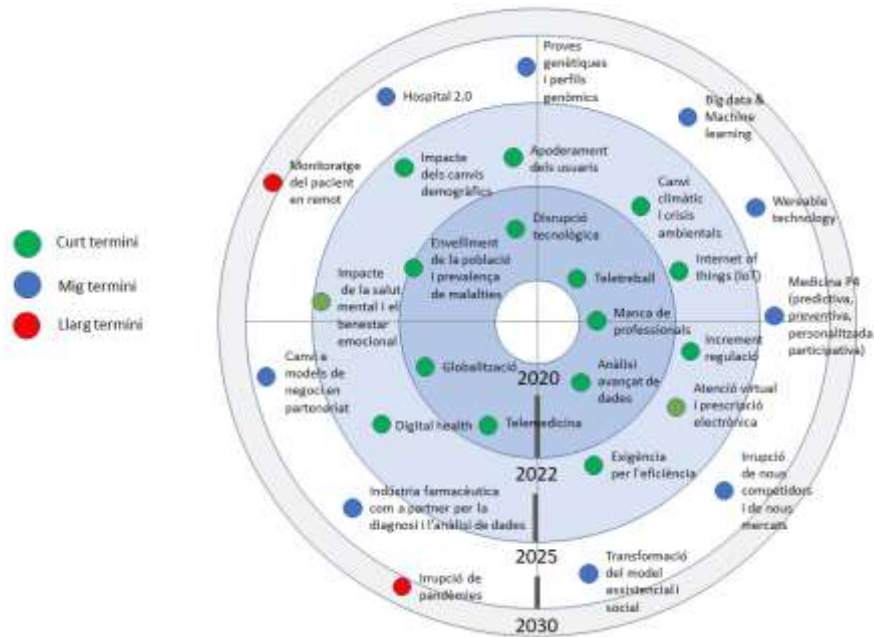 Proves
genètiques
i perfils
genòmics
Hospital 2.0
Big data &
Machine
learning
Monitoratge
del pacient
en remot
Impacte
dels canvis
demogràfics
Apoderament
dels usuaris
Canvi
climàtic
i crisis
ambientals
Wereable
technology
Curt termini
Mig termini
Llarg termini
Envelliment
de la població
i prevalença
de malalties
Disrupció
tecnològica
Teletreball
Internet of
things (IoT)
Impacte
de la salut
mental i el
benestar
emocional
Manca de
professionals
Medicina P4
(predictiva,
preventiva,
personalitzada
participativa)
Increment
regulació
Canvi a
models de
negoci en
partenariat
Globalització
2020
Anàlisi
avançat de
dades
Atenció virtual
i prescripció
electrònica
Digital health
Telemedicina
2022
Exigència
per l'eficiència
Irrupció
de nous
competidors
i de nous
mercats
Indústria farmacèutica
com a partner per la
diagnosi i l'anàlisi de dades
2025
Transformació
del model
assistencial i
social
Irrupció de
pandèmies
2030